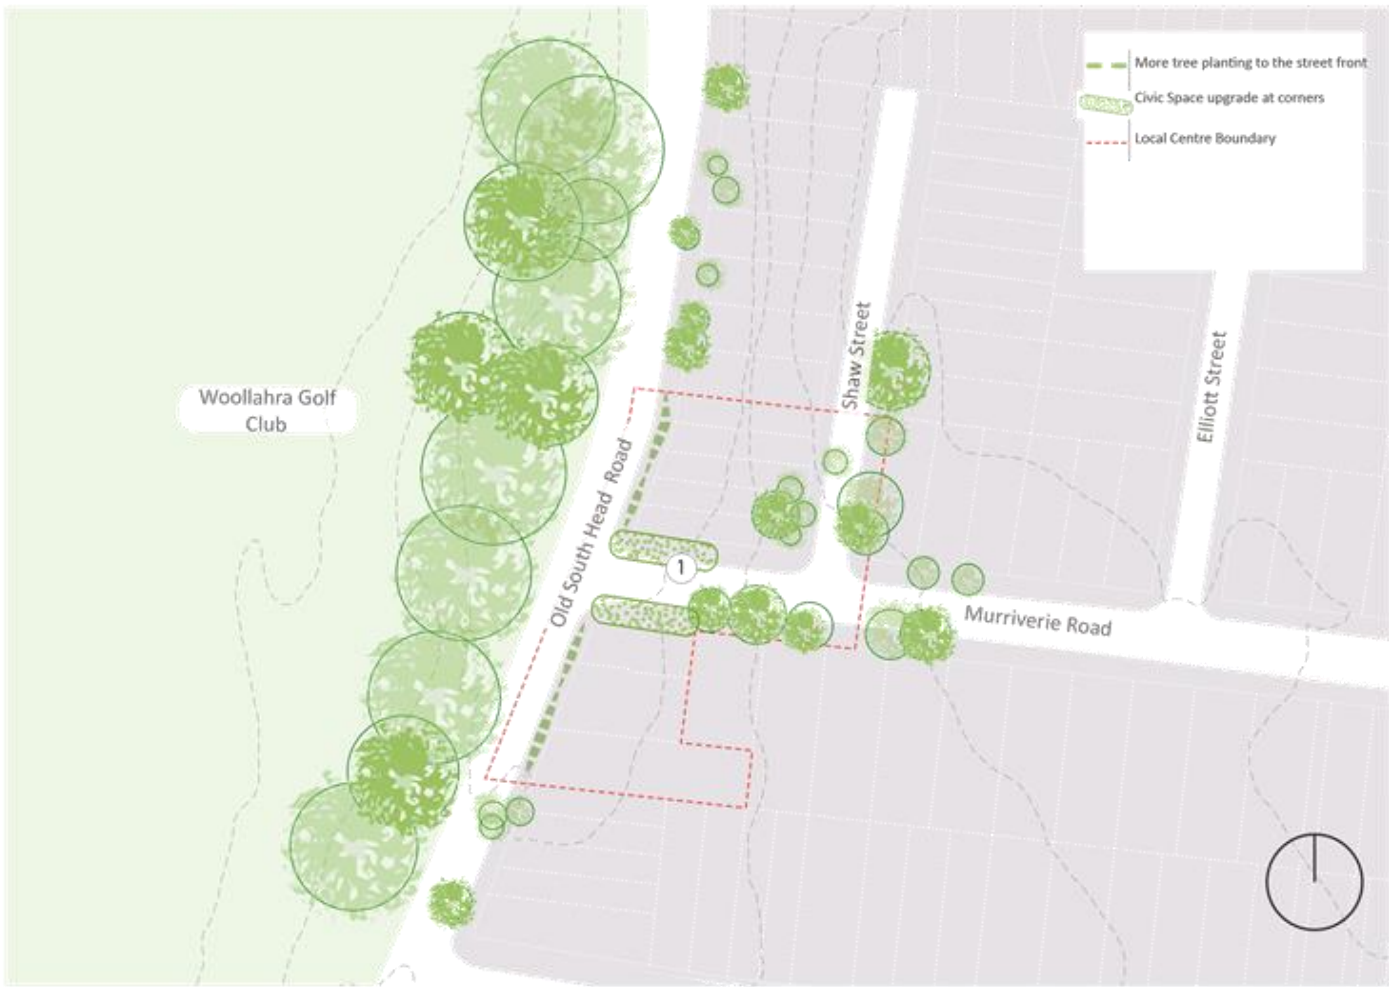 More tree planting to the street front
Civic Space upgrade at corners
Local Centre Boundary
Woollahra Golf
Club
Shaw Street
Elliott Street
Old South Head Road
1
Murriverie Road